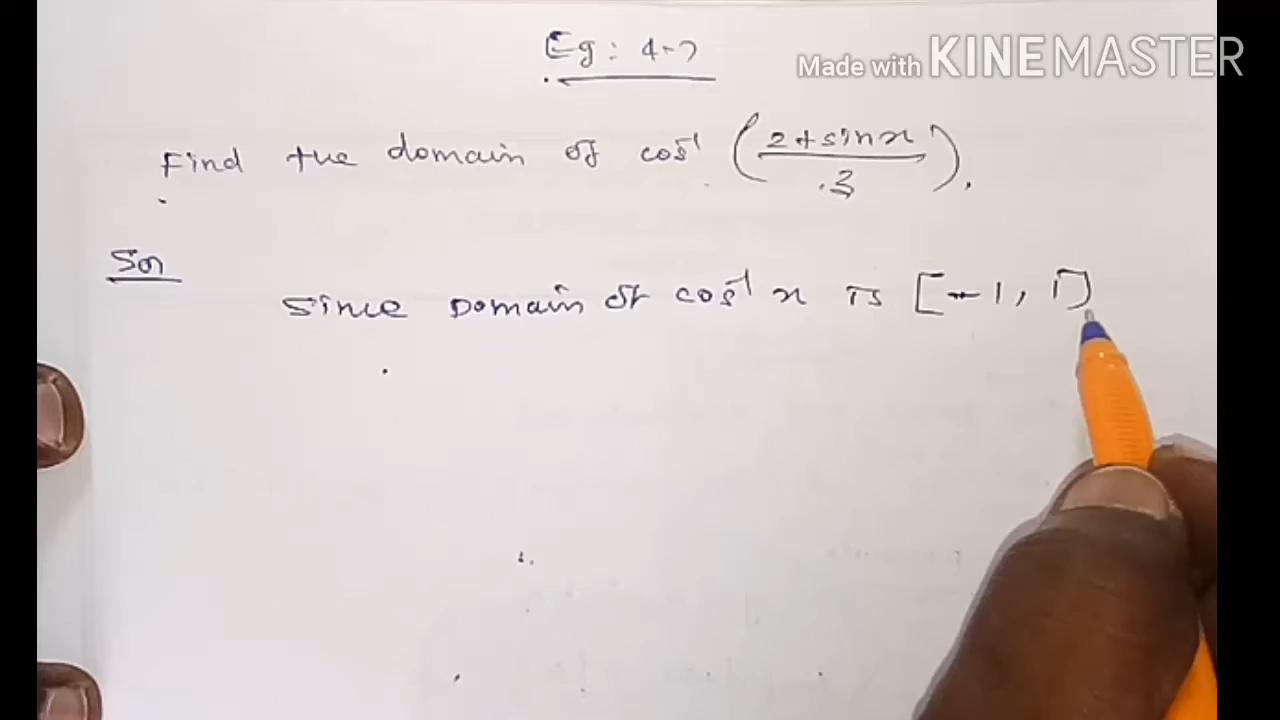 Eg: 4.7
Made with KINEMASTER
Find the domain of cos⁻¹ (2+sinx / 3).
Sol
Since Domain of cos⁻¹ x is [-1, 1]